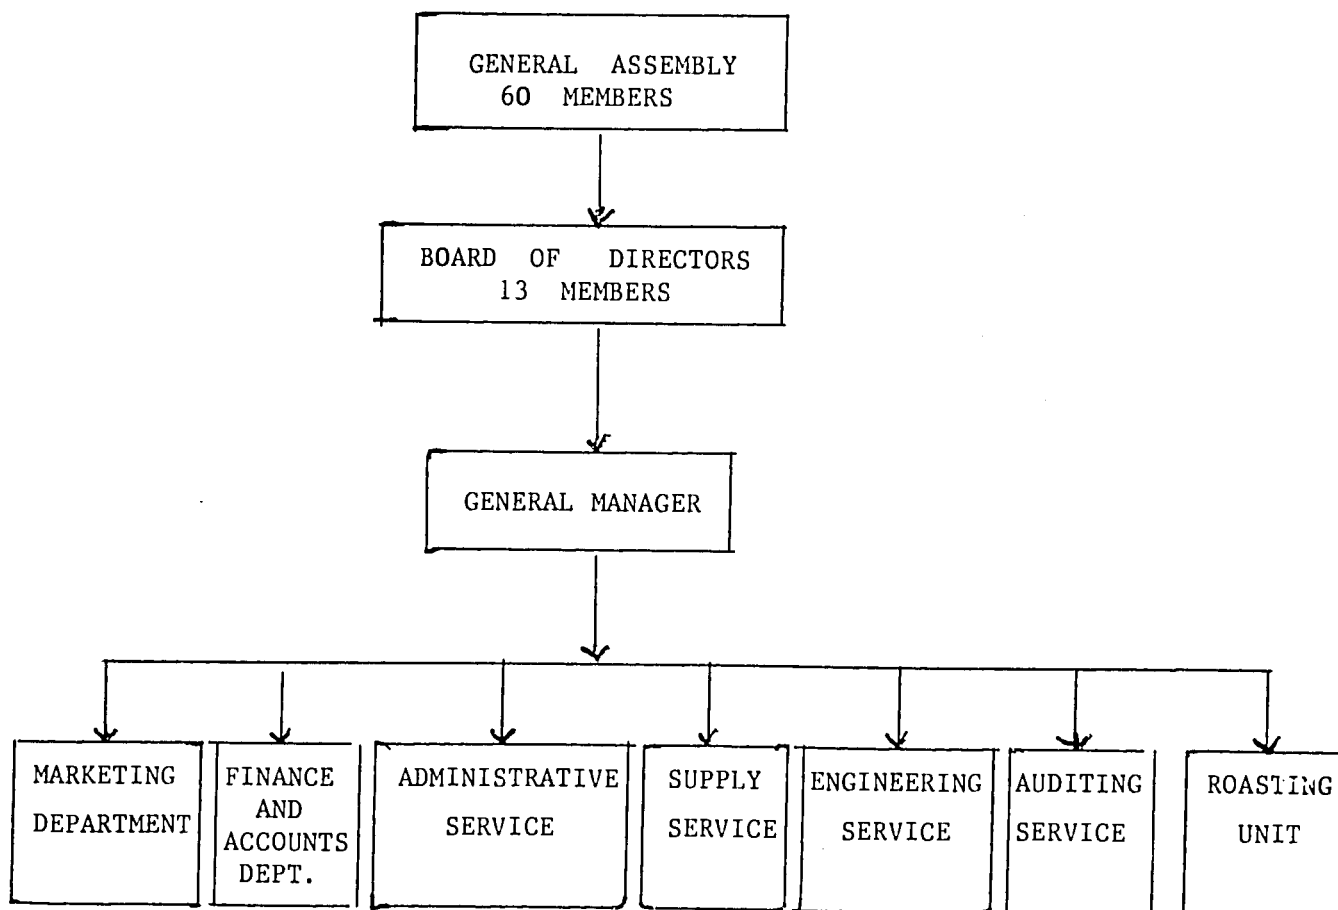 GENERAL ASSEMBLY
60 MEMBERS
BOARD OF DIRECTORS
13 MEMBERS
GENERAL MANAGER
MARKETING
DEPARTMENT
FINANCE
AND
ACCOUNTS
DEPT.
ADMINISTRATIVE
SERVICE
SUPPLY
SERVICE
ENGINEERING
SERVICE
AUDITING
SERVICE
ROASTING
UNIT